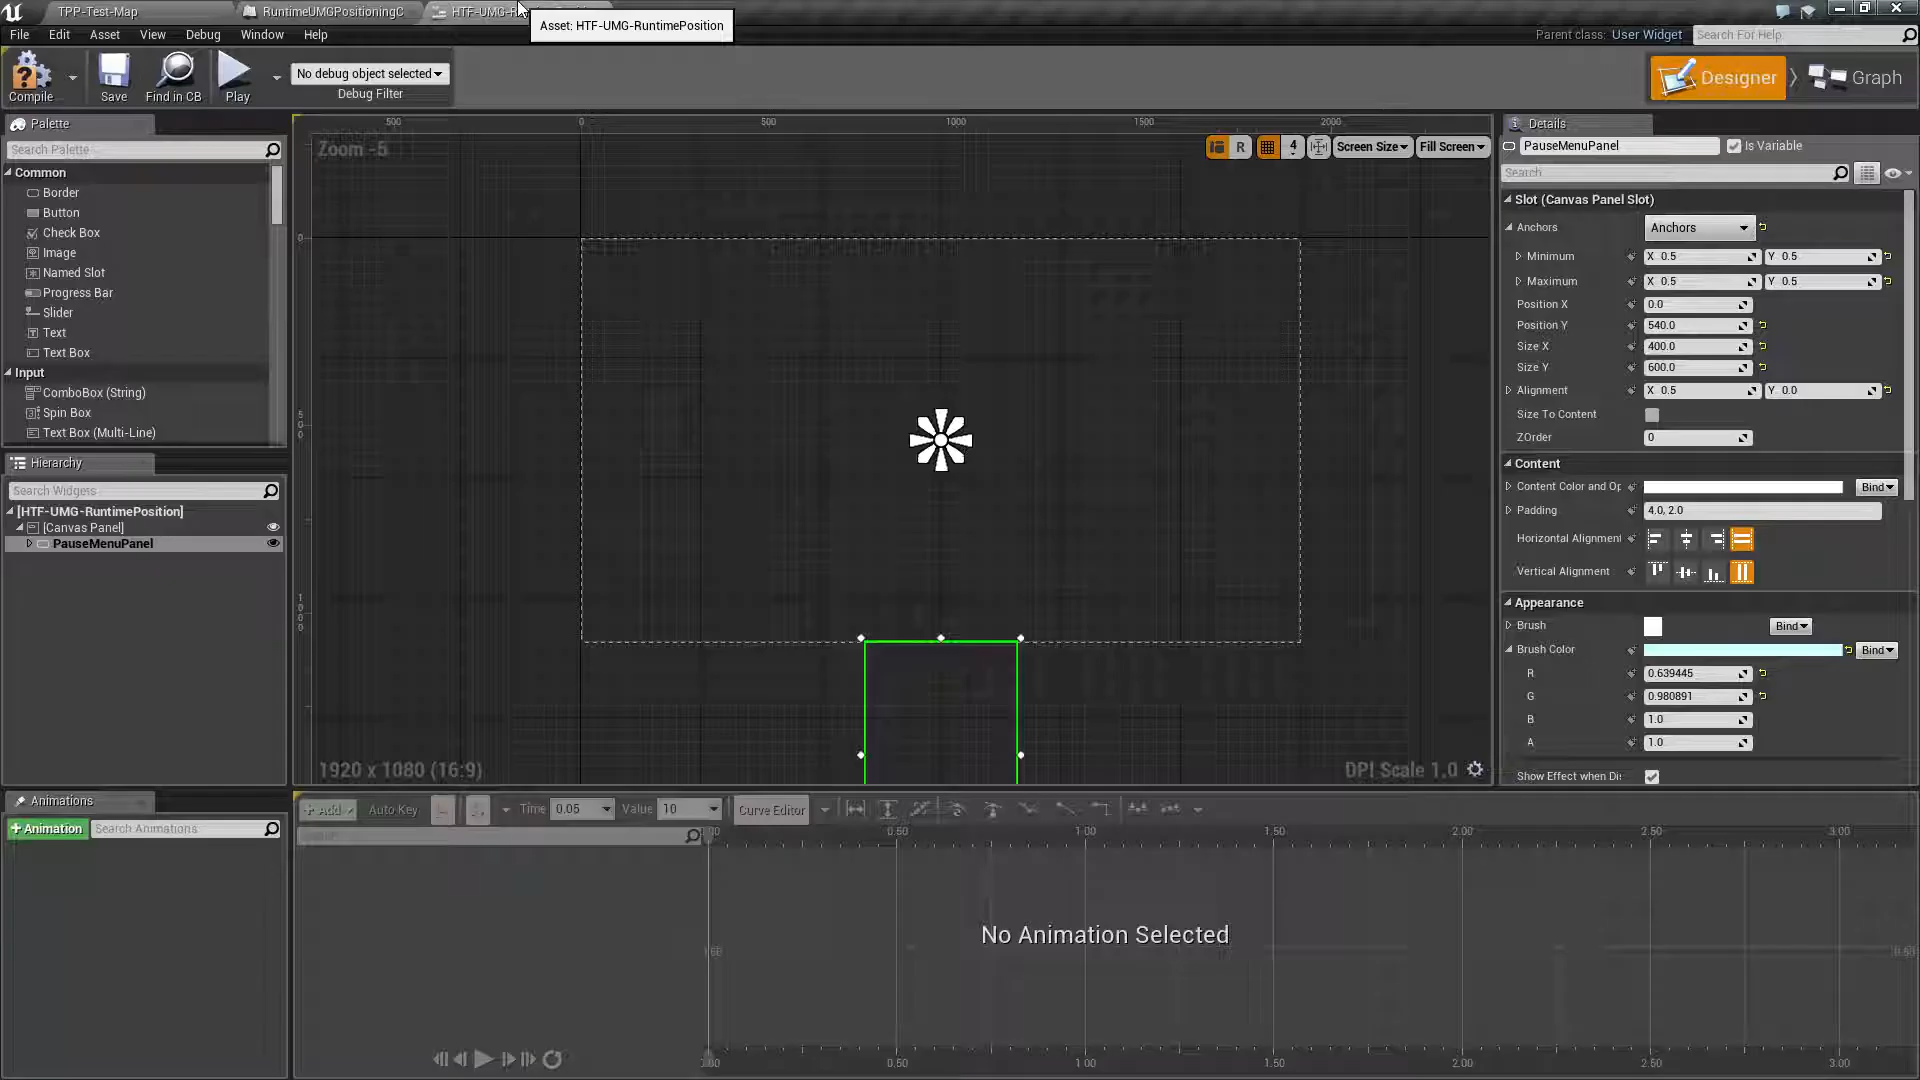 TPP-Test-Map
RuntimeUMGPositioningC
HTF-UMG-R
Asset: HTF-UMG-RuntimePosition
File
Edit
Asset
View
Debug
Window
Help
Parent class:
User Widget
Search For Help
Compile
Save
Find in CB
Play
No debug object selected
Debug Filter
Designer
Graph
Palette
Search Palette
Common
Border
Button
Check Box
Image
Named Slot
Progress Bar
Slider
Text
Text Box
Input
ComboBox (String)
Spin Box
Text Box (Multi-Line)
Hierarchy
Search Widgets
[HTF-UMG-RuntimePosition]
[Canvas Panel]
PauseMenuPanel
500
0
500
1000
1500
2000
Zoom -5
R
4
Screen Size
Fill Screen
0
500
1000
1920 x 1080 (16:9)
DPI Scale 1.0
Details
PauseMenuPanel
Is Variable
Search
Slot (Canvas Panel Slot)
Anchors
Anchors
Minimum
X 0.5
Y 0.5
Maximum
X 0.5
Y 0.5
Position X
0.0
Position Y
540.0
Size X
400.0
Size Y
600.0
Alignment
X 0.5
Y 0.0
Size To Content
ZOrder
0
Content
Content Color and Op
Bind
Padding
4.0, 2.0
Horizontal Alignment
Vertical Alignment
Appearance
Brush
Bind
Brush Color
Bind
R
0.639445
G
0.980891
B
1.0
A
1.0
Show Effect when Di
Animations
+ Animation
Search Animations
+ Add
Auto Key
Time
0.05
Value
10
Curve Editor
0.50
1.00
1.50
2.00
2.50
3.00
No Animation Selected
0.50
1.00
1.50
2.00
2.50
3.00